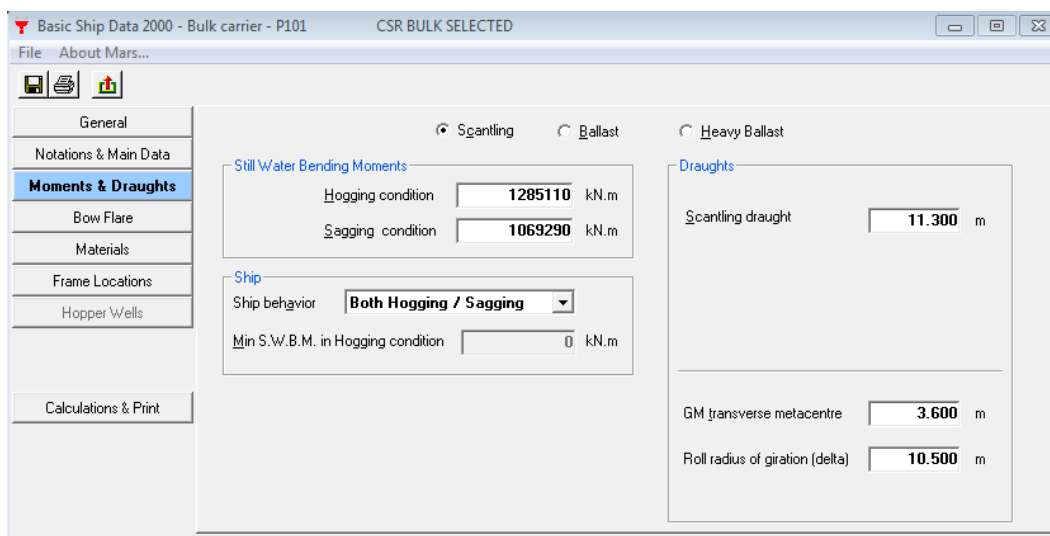 Basic Ship Data 2000 - Bulk carrier - P101 CSR BULK SELECTED
File About Mars...
General
Notations & Main Data
Moments & Draughts
Bow Flare
Materials
Frame Locations
Hopper Wells
Calculations & Print
Scantling Ballast Heavy Ballast
Still Water Bending Moments
Hogging condition 1285110 kN.m
Sagging condition 1069290 kN.m
Ship
Ship behavior Both Hogging / Sagging
Min S.W.B.M. in Hogging condition 0 kN.m
Draughts
Scantling draught 11.300 m
GM transverse metacentre 3.600 m
Roll radius of giration (delta) 10.500 m